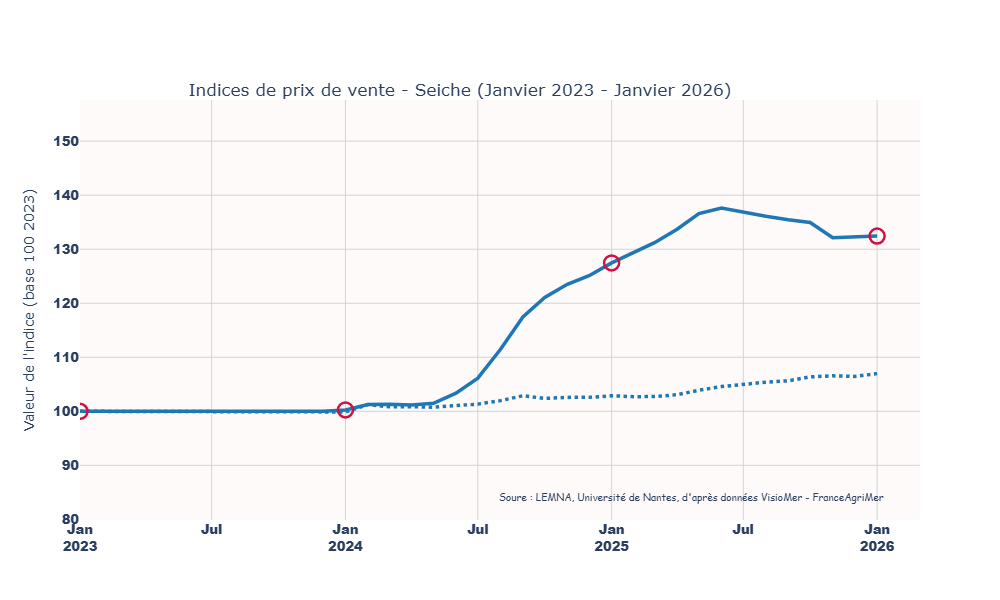 Indices de prix de vente - Seiche (Janvier 2023 - Janvier 2026)
Valeur de l'indice (base 100 2023)
150
140
130
120
110
100
90
80
Soure : LEMNA, Université de Nantes, d'après données VisioMer - FranceAgriMer
Jan Jul Jan Jul Jan Jul Jan
2023 2024 2025 2026